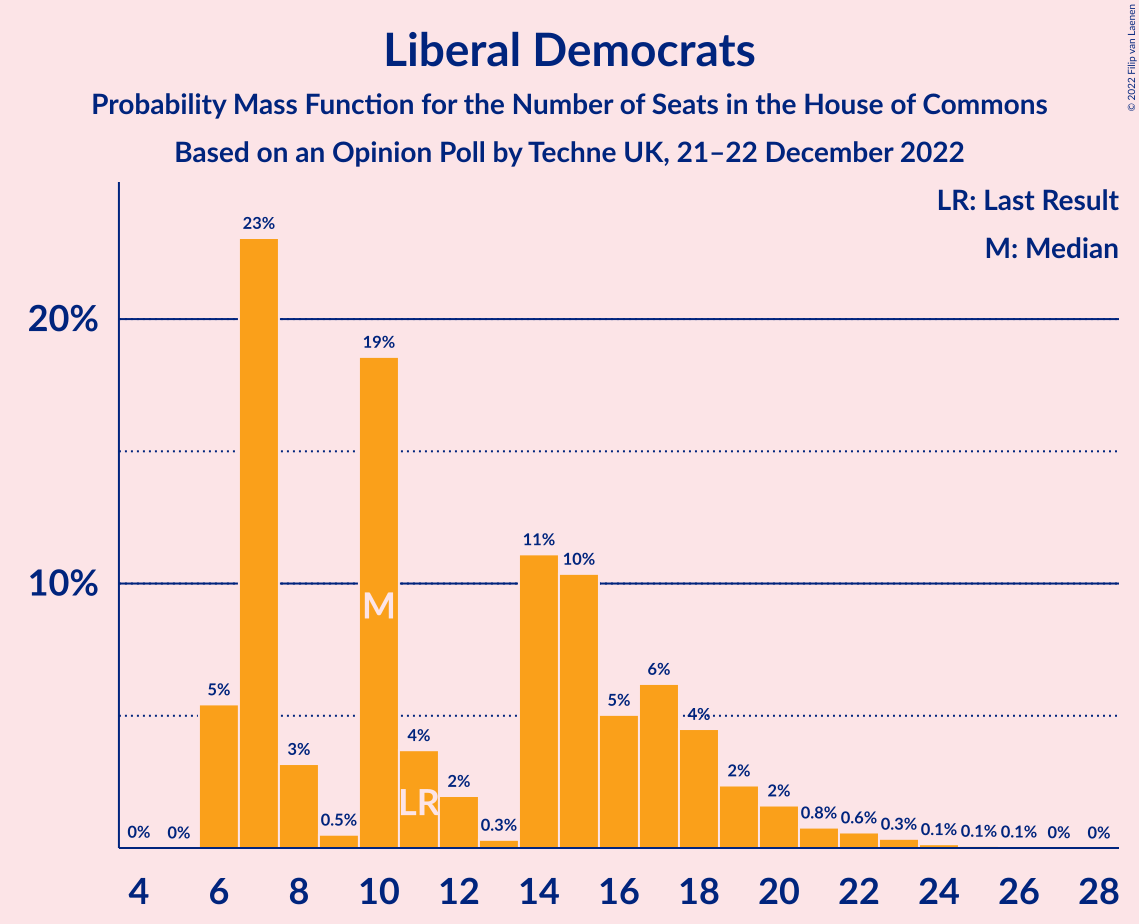 Liberal Democrats
Probability Mass Function for the Number of Seats in the House of Commons
Based on an Opinion Poll by Techne UK, 21–22 December 2022
© 2022 Filip van Laenen
LR: Last Result
M: Median
20%
10%
0% 0% 5% 23% 3% 0.5% 19% 4% 2% 0.3% 11% 10% 5% 6% 4% 2% 2% 0.8% 0.6% 0.3% 0.1% 0.1% 0.1% 0% 0%
M
LR
4 6 8 10 12 14 16 18 20 22 24 26 28